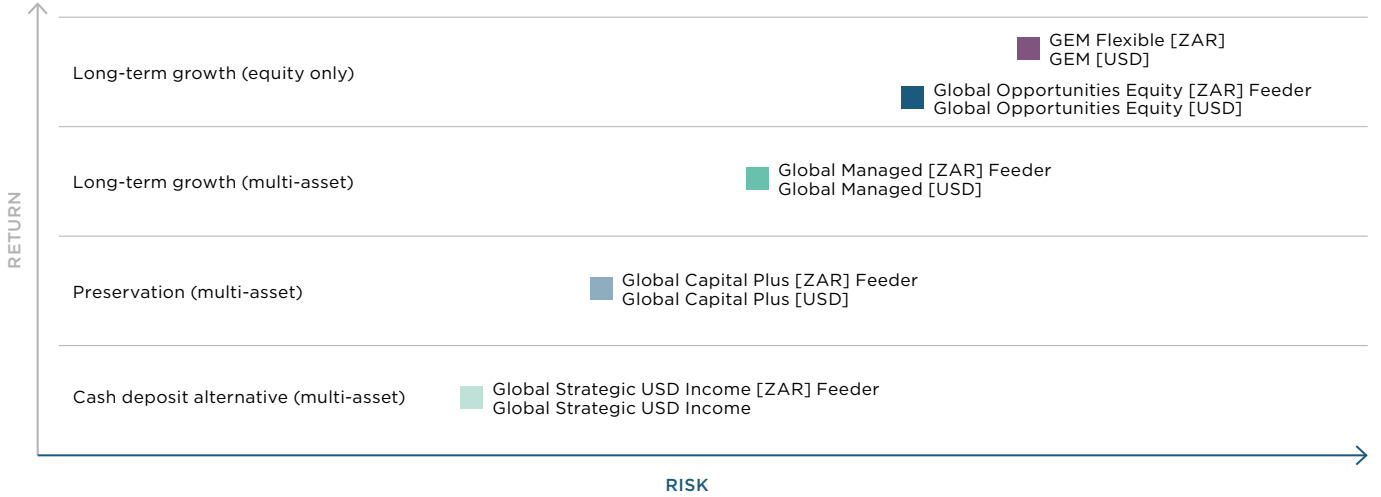 GEM Flexible [ZAR]
GEM [USD]
Long-term growth (equity only)
Global Opportunities Equity [ZAR] Feeder
Global Opportunities Equity [USD]
Long-term growth (multi-asset)
Global Managed [ZAR] Feeder
Global Managed [USD]
RETURN
Preservation (multi-asset)
Global Capital Plus [ZAR] Feeder
Global Capital Plus [USD]
Cash deposit alternative (multi-asset)
Global Strategic USD Income [ZAR] Feeder
Global Strategic USD Income
RISK